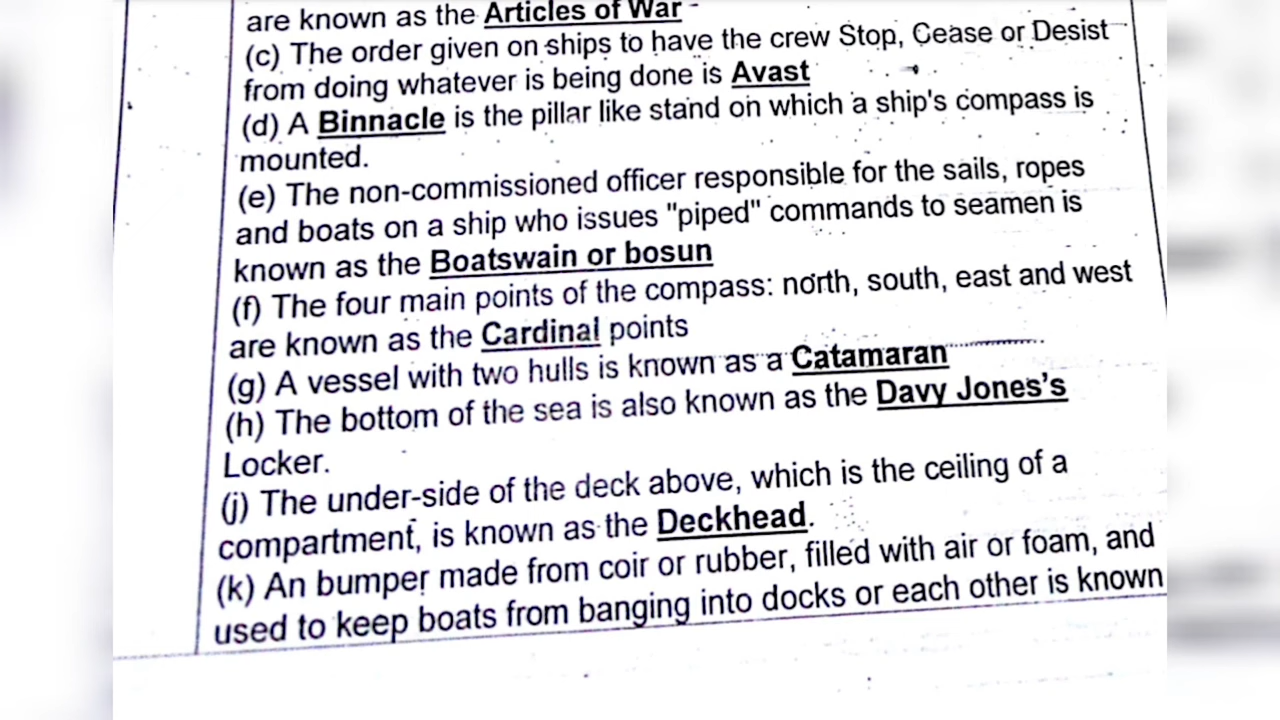 are known as the Articles of War
(c) The order given on ships to have the crew Stop, Cease or Desist
from doing whatever is being done is Avast
(d) A Binnacle is the pillar like stand on which a ship's compass is
mounted.
(e) The non-commissioned officer responsible for the sails, ropes
and boats on a ship who issues "piped" commands to seamen is
known as the Boatswain or bosun
(f) The four main points of the compass: north, south, east and west
are known as the Cardinal points
(g) A vessel with two hulls is known as a Catamaran
(h) The bottom of the sea is also known as the Davy Jones's
Locker.
(j) The under-side of the deck above, which is the ceiling of a
compartment, is known as the Deckhead.
(k) An bumper made from coir or rubber, filled with air or foam, and
used to keep boats from banging into docks or each other is known